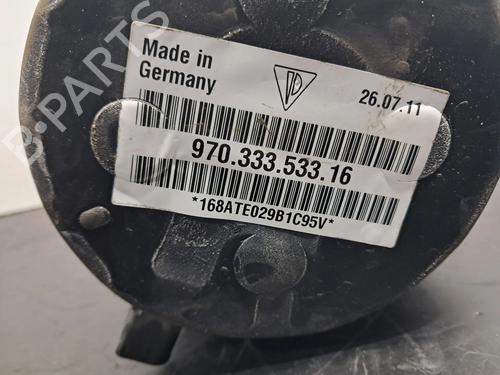 Made in
Germany
26.07.11
970.333.533.16
*168ATE029B1C95V*
B-PARTS